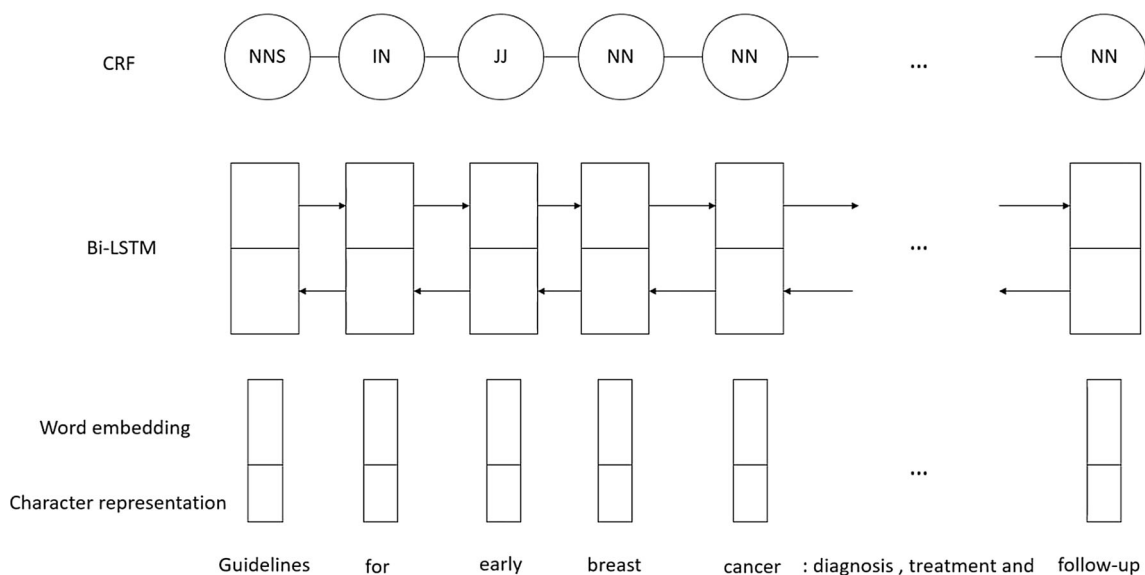 CRF NNS IN JJ NN NN ... NN
Bi-LSTM ...
Word embedding
Character representation ...
Guidelines for early breast cancer : diagnosis , treatment and follow-up